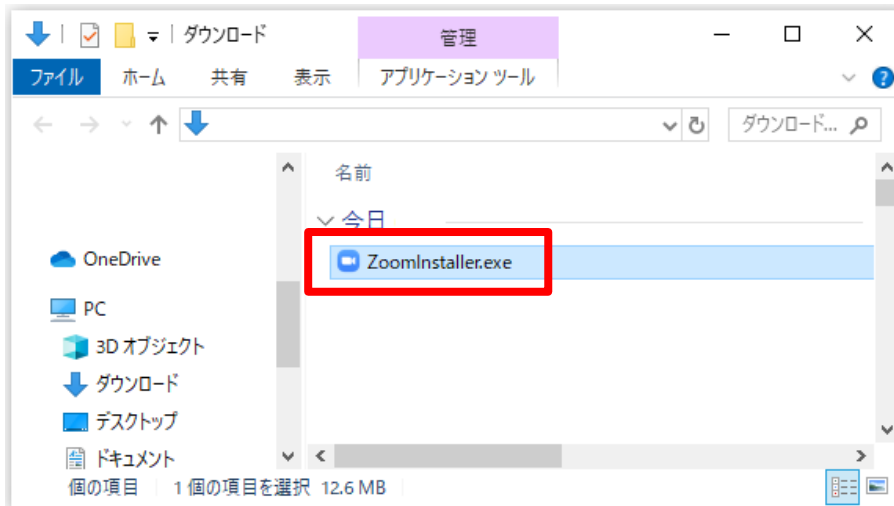 ダウンロード
管理
ファイル ホーム 共有 表示 アプリケーション ツール
ダウンロード...
名前
今日
ZoomInstaller.exe
OneDrive
PC
3D オブジェクト
ダウンロード
デスクトップ
ドキュメント
個の項目 1 個の項目を選択 12.6 MB